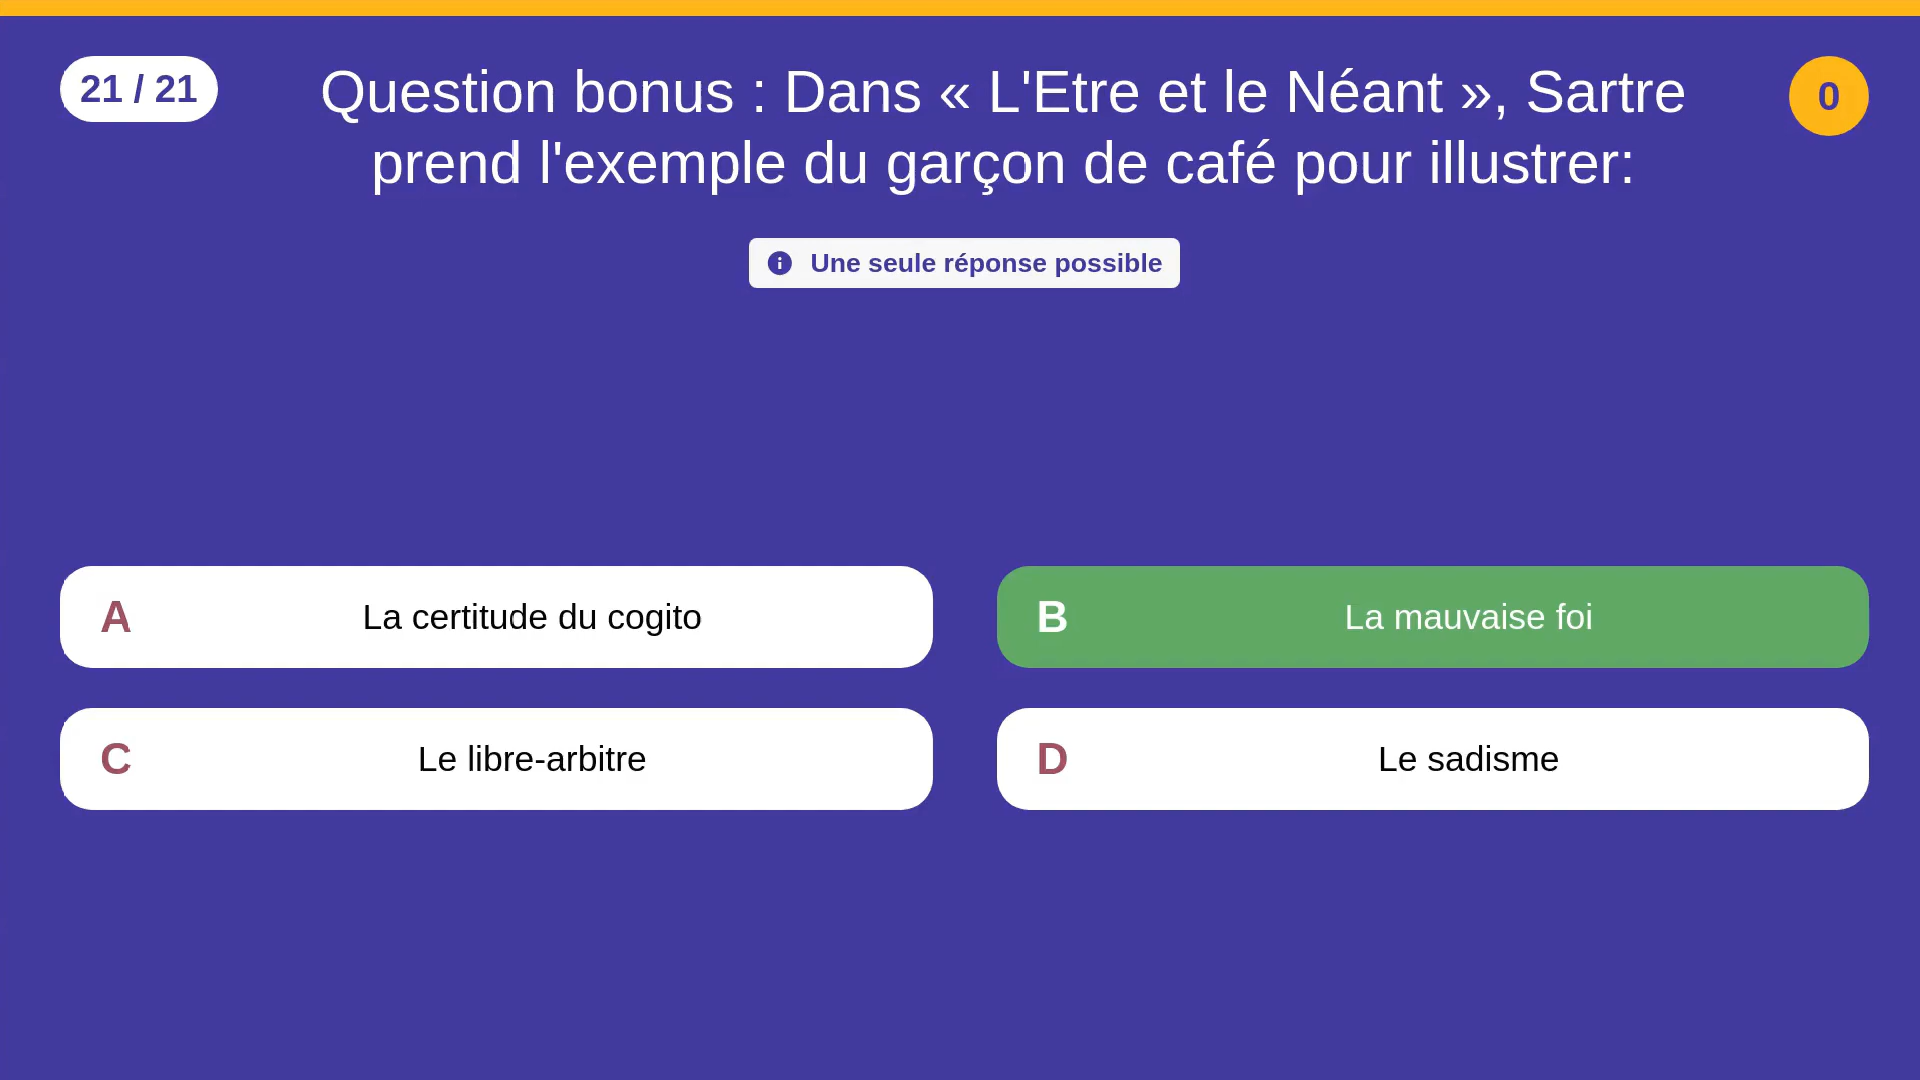 21 / 21
Question bonus : Dans « L'Etre et le Néant », Sartre
prend l'exemple du garçon de café pour illustrer:
0
Une seule réponse possible
A La certitude du cogito
B La mauvaise foi
C Le libre-arbitre
D Le sadisme